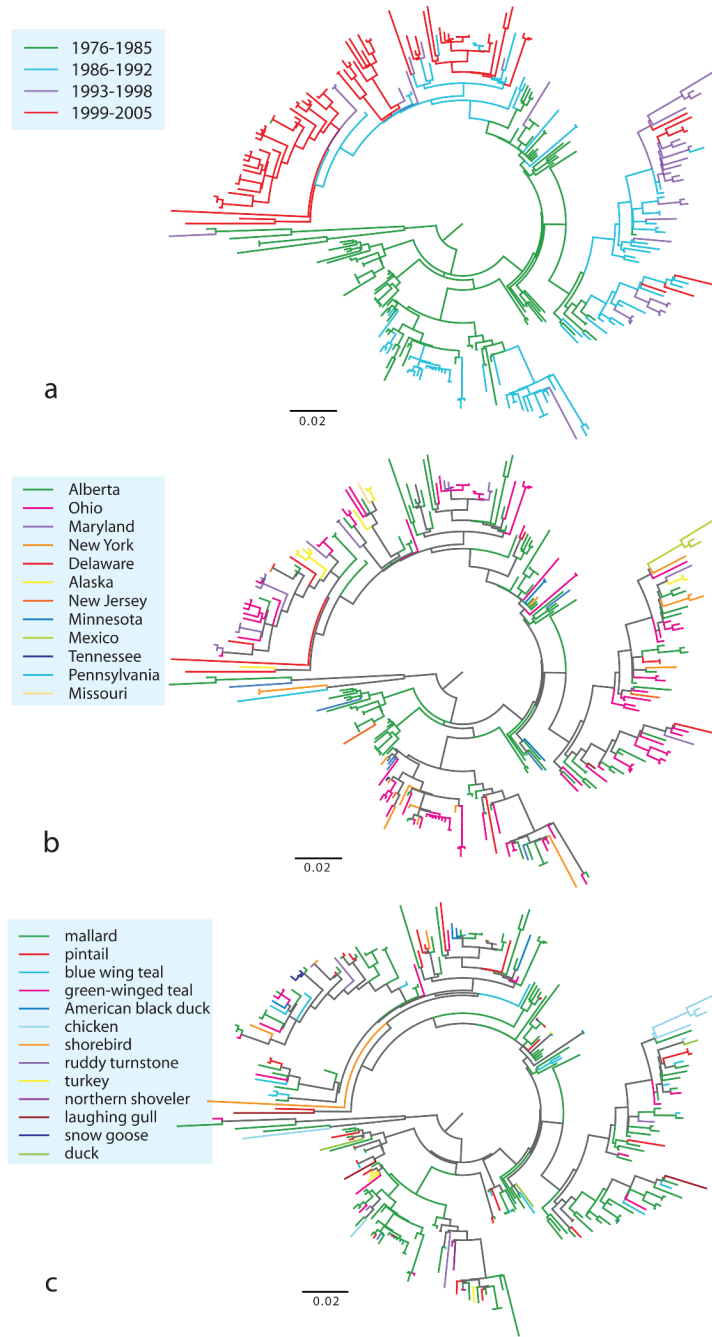 1976-1985
1986-1992
1993-1998
1999-2005
a
0.02
Alberta
Ohio
Maryland
New York
Delaware
Alaska
New Jersey
Minnesota
Mexico
Tennessee
Pennsylvania
Missouri
b
0.02
mallard
pintail
blue wing teal
green-winged teal
American black duck
chicken
shorebird
ruddy turnstone
turkey
northern shoveler
laughing gull
snow goose
duck
c
0.02